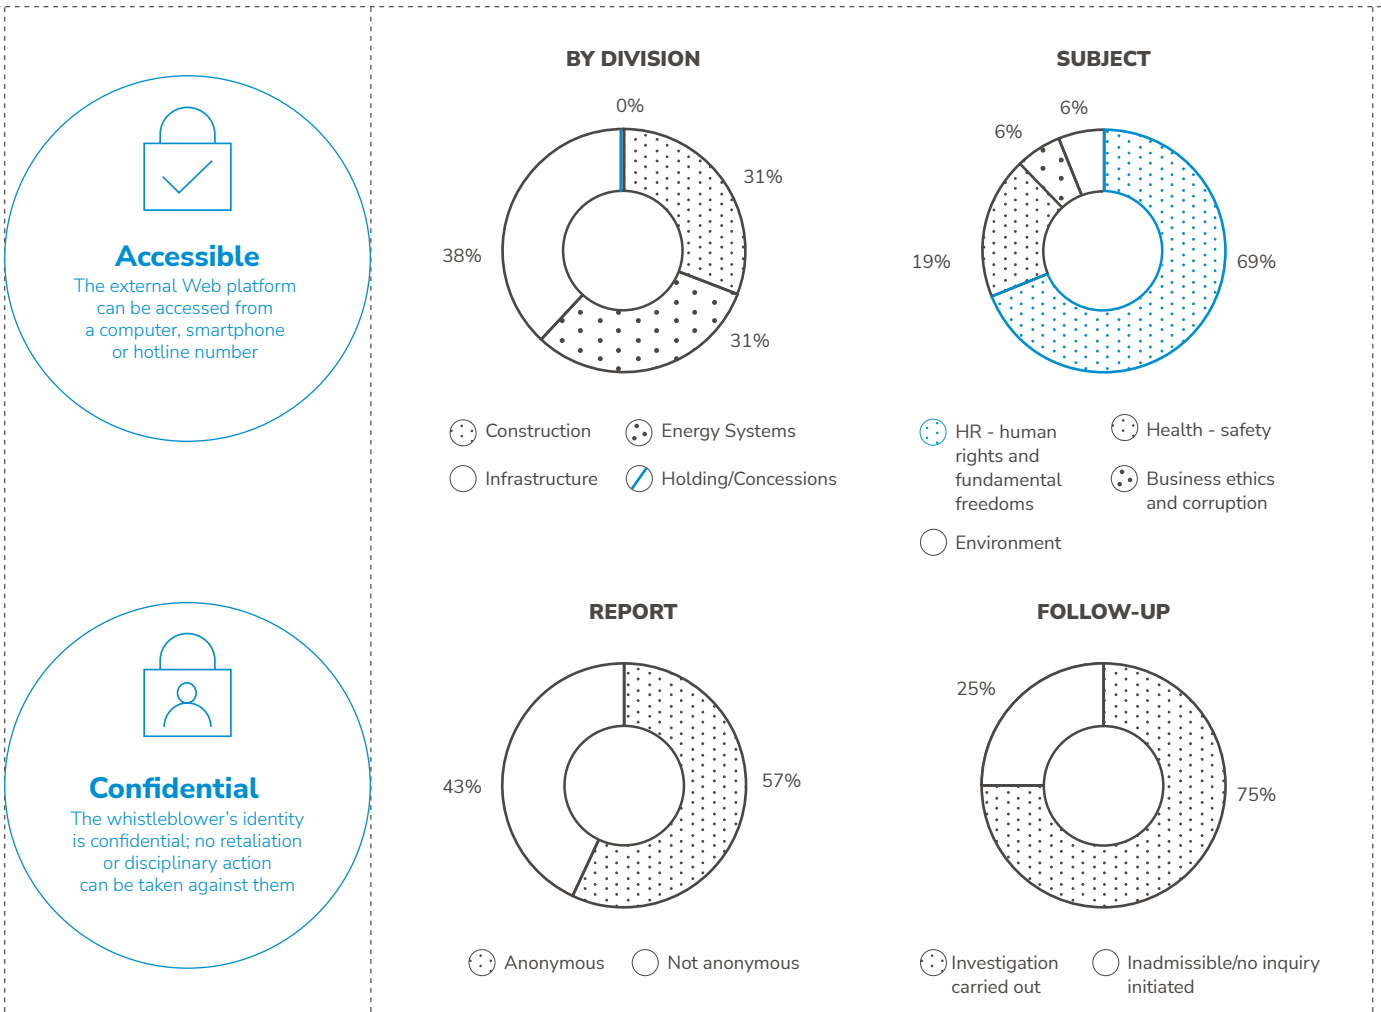 Accessible
The external Web platform
can be accessed from
a computer, smartphone
or hotline number
BY DIVISION
0%
31%
38%
31%
Construction
Energy Systems
Infrastructure
Holding/Concessions
SUBJECT
6%
6%
19%
69%
HR - human
rights and
fundamental
freedoms
Health - safety
Business ethics
and corruption
Environment
Confidential
The whistleblower’s identity
is confidential; no retaliation
or disciplinary action
can be taken against them
REPORT
43%
57%
Anonymous
Not anonymous
FOLLOW-UP
25%
75%
Investigation
carried out
Inadmissible/no inquiry
initiated